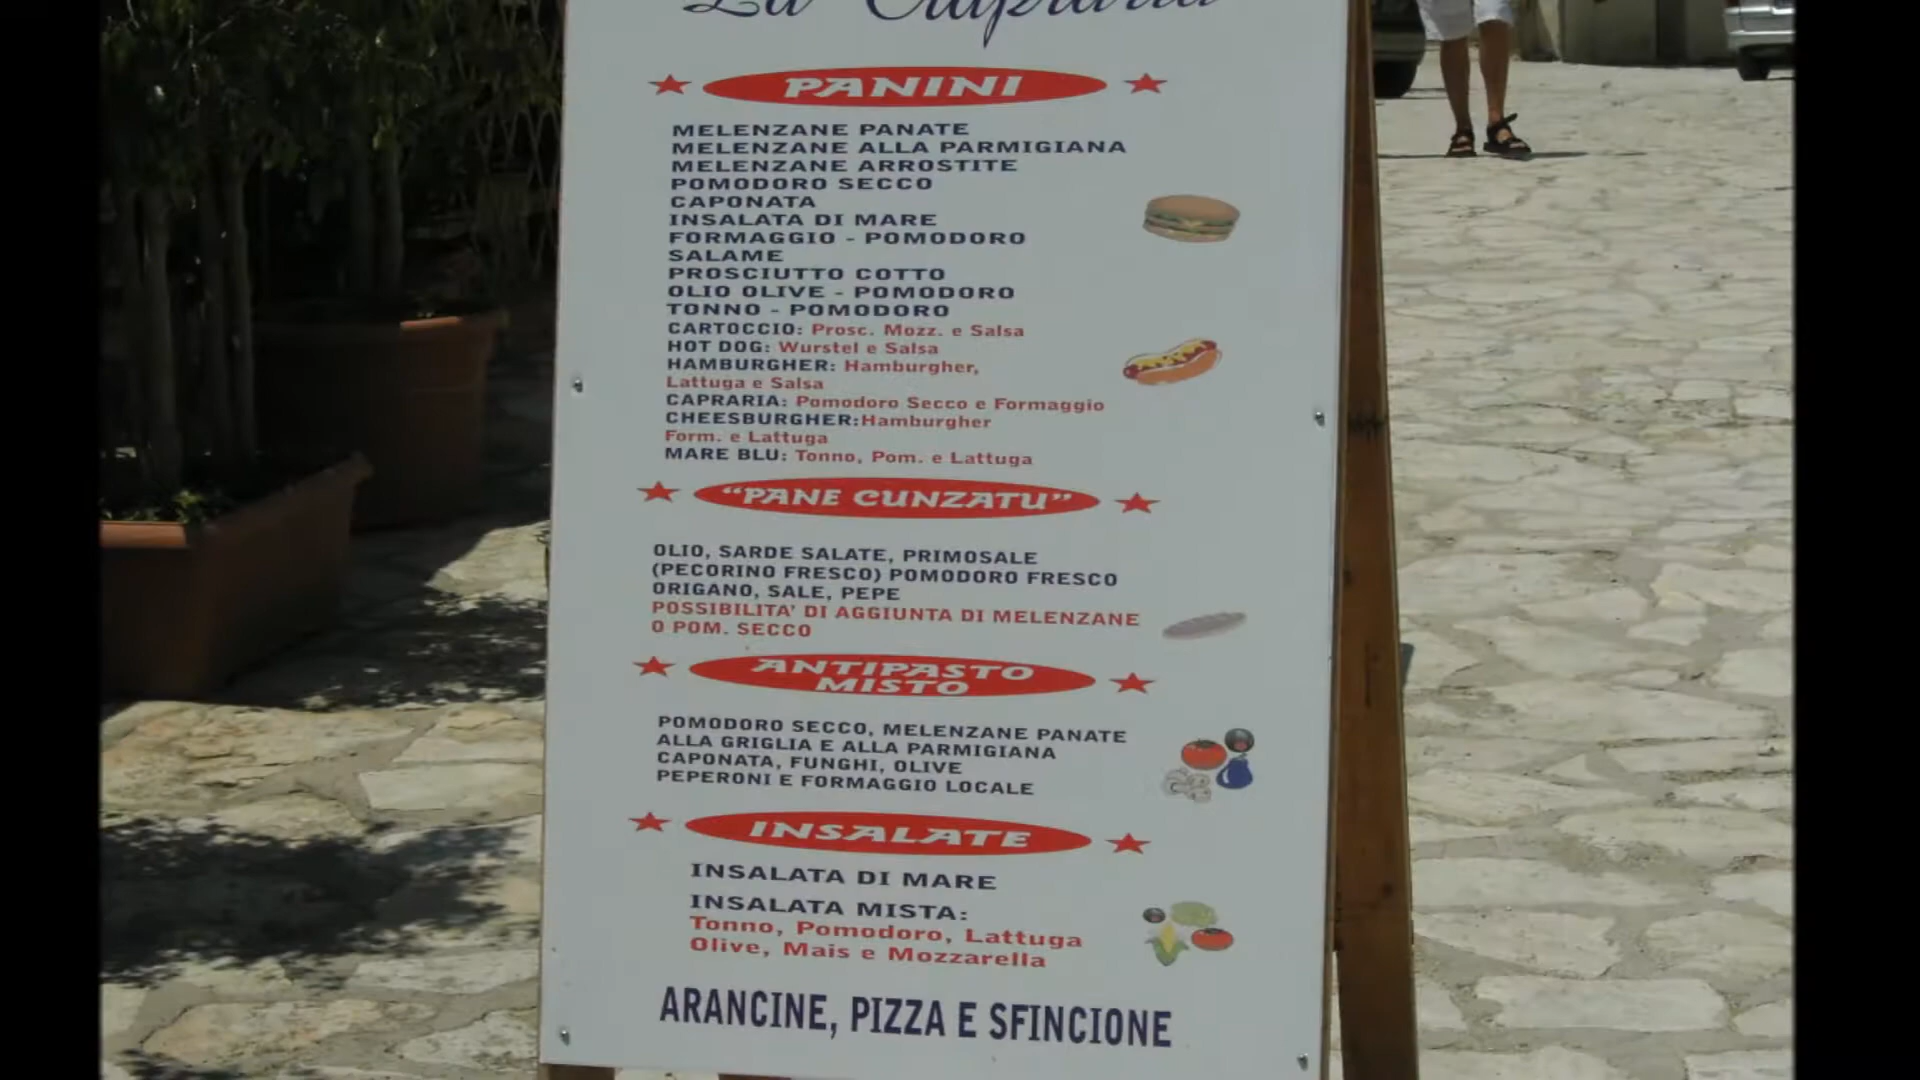 La Capraria
PANINI
MELENZANE PANATE
MELENZANE ALLA PARMIGIANA
MELENZANE ARROSTITE
POMODORO SECCO
CAPONATA
INSALATA DI MARE
FORMAGGIO - POMODORO
SALAME
PROSCIUTTO COTTO
OLIO OLIVE - POMODORO
TONNO - POMODORO
CARTOCCIO: Prosc. Mozz. e Salsa
HOT DOG: Wurstel e Salsa
HAMBURGHER: Hamburgher,
Lattuga e Salsa
CAPRARIA: Pomodoro Secco e Formaggio
CHEESBURGHER:Hamburgher
Form. e Lattuga
MARE BLU: Tonno, Pom. e Lattuga
“PANE CUNZATU”
OLIO, SARDE SALATE, PRIMOSALE
(PECORINO FRESCO) POMODORO FRESCO
ORIGANO, SALE, PEPE
POSSIBILITA' DI AGGIUNTA DI MELENZANE
O POM. SECCO
ANTIPASTO
MISTO
POMODORO SECCO, MELENZANE PANATE
ALLA GRIGLIA E ALLA PARMIGIANA
CAPONATA, FUNGHI, OLIVE
PEPERONI E FORMAGGIO LOCALE
INSALATE
INSALATA DI MARE
INSALATA MISTA:
Tonno, Pomodoro, Lattuga
Olive, Mais e Mozzarella
ARANCINE, PIZZA E SFINCIONE